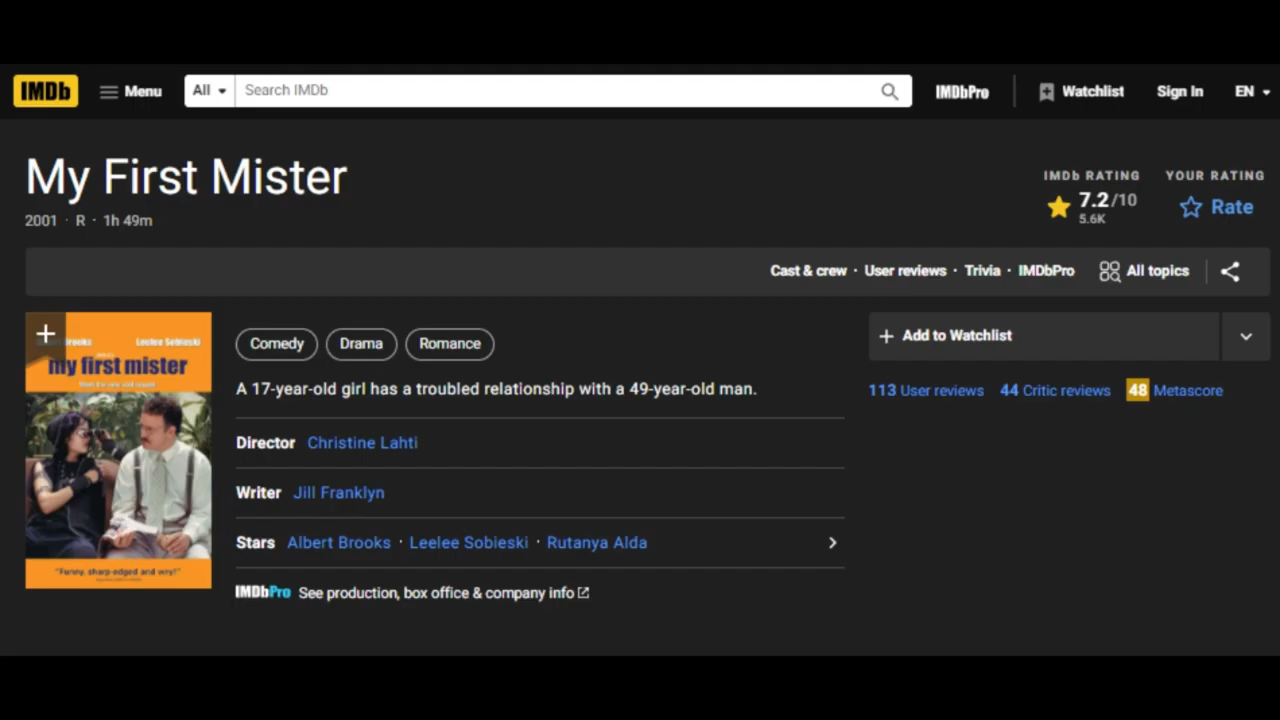 IMDb Menu All Search IMDb IMDbPro Watchlist Sign In EN
My First Mister
2001 · R · 1h 49m
IMDb RATING YOUR RATING
7.2/10 Rate
5.6K
Cast & crew · User reviews · Trivia · IMDbPro All topics
Leelee Sobieski
my first mister
"Funny, sharp-edged and wry!"
Comedy Drama Romance
A 17-year-old girl has a troubled relationship with a 49-year-old man.
Director Christine Lahti
Writer Jill Franklyn
Stars Albert Brooks · Leelee Sobieski · Rutanya Alda
IMDbPro See production, box office & company info
+ Add to Watchlist
113 User reviews 44 Critic reviews 48 Metascore